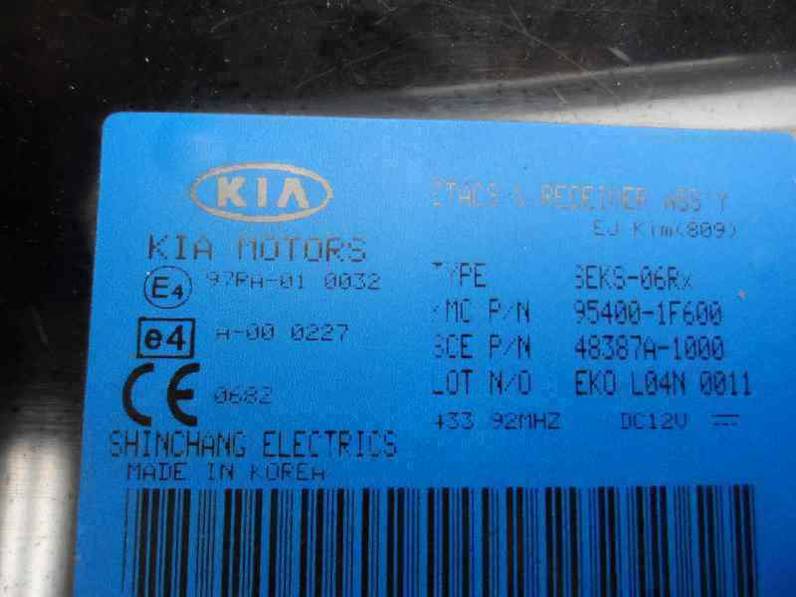 KIA
ETACS & RECEIVER ASS'Y
EJ Kim(809)
KIA MOTORS
E4 97RA-01 0032
e4 A-00 0227
CE 0682
SHINCHANG ELECTRICS
MADE IN KOREA
TYPE SEKS-06Rx
KMC P/N 95400-1F600
SCE P/N 48387A-1000
LOT N/O EKO L04N 0011
433 92MHZ DC12V